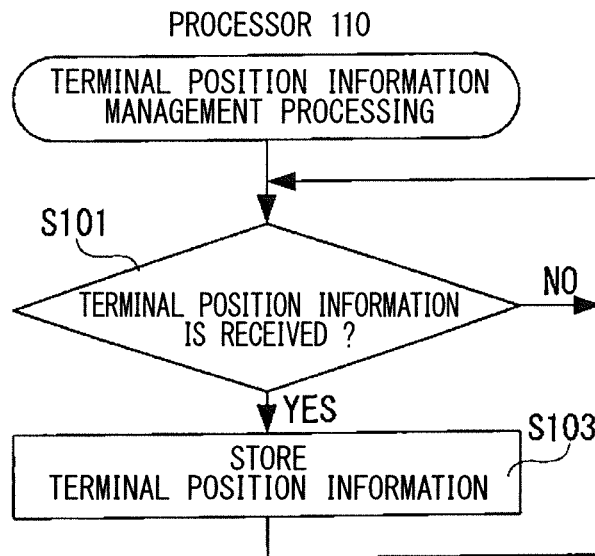 PROCESSOR 110
TERMINAL POSITION INFORMATION
MANAGEMENT PROCESSING
S101
TERMINAL POSITION INFORMATION
IS RECEIVED ?
NO
YES
S103
STORE
TERMINAL POSITION INFORMATION